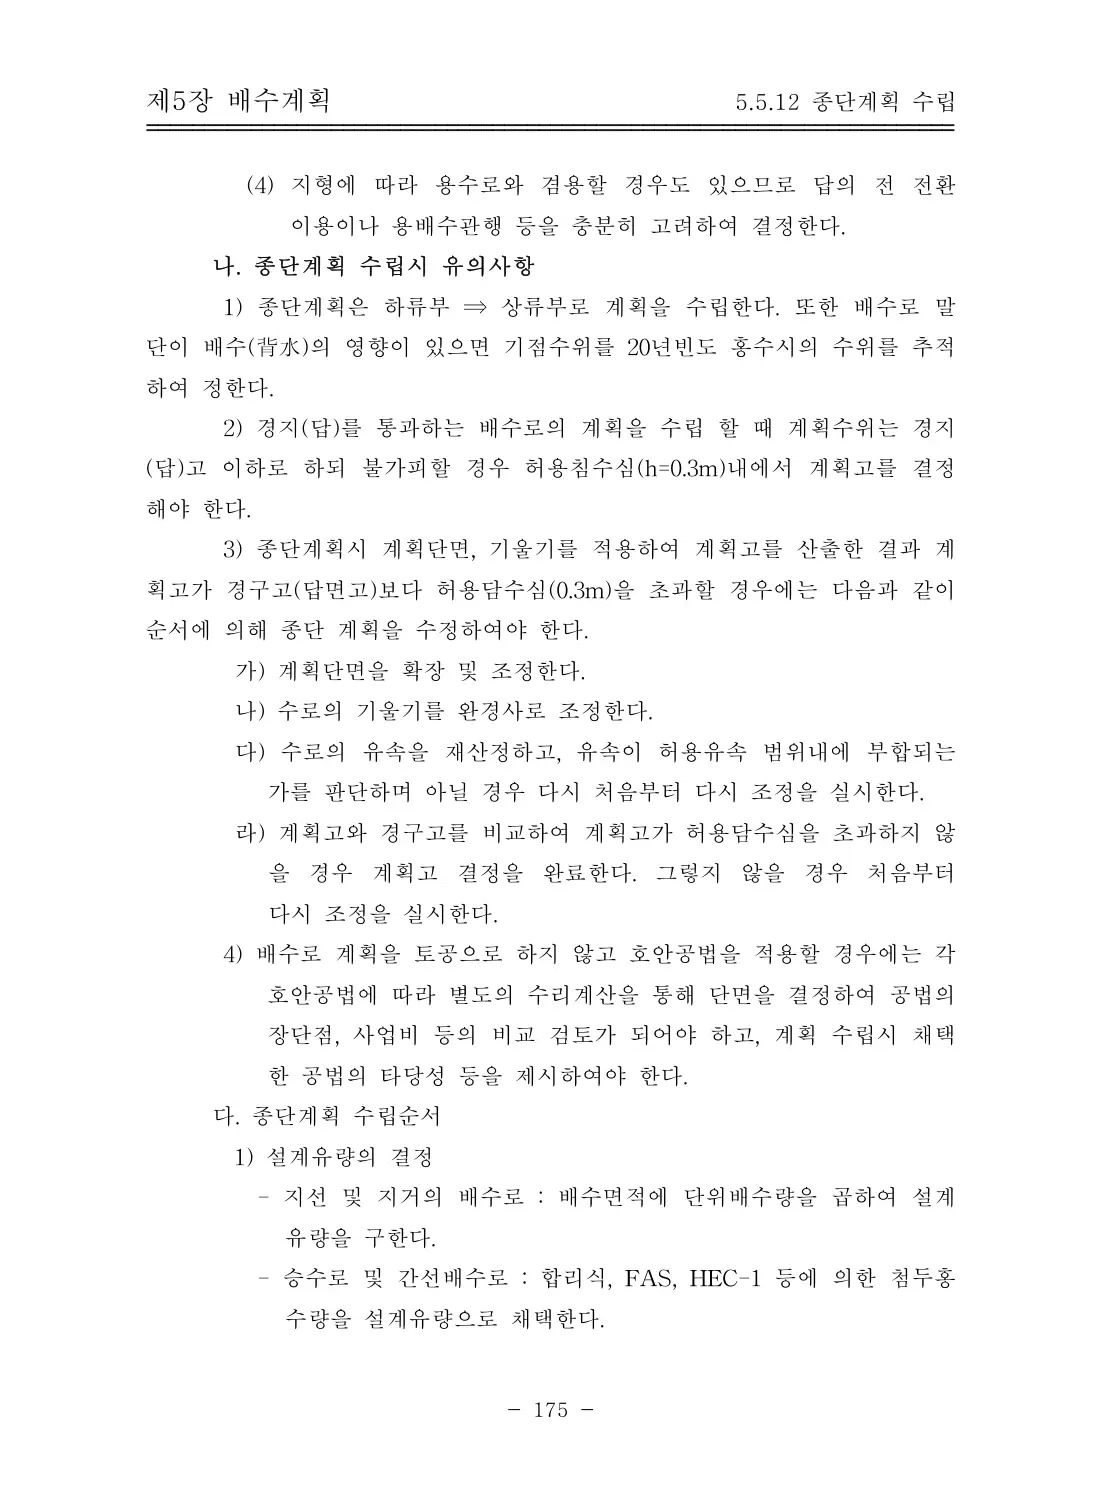 제5장 배수계획 5.5.12 종단계획 수립
(4) 지형에 따라 용수로와 겸용할 경우도 있으므로 답의 전 전환
이용이나 용배수관행 등을 충분히 고려하여 결정한다.
나. 종단계획 수립시 유의사항
1) 종단계획은 하류부 ⇒ 상류부로 계획을 수립한다. 또한 배수로 말
단이 배수(背水)의 영향이 있으면 기점수위를 20년빈도 홍수시의 수위를 추적
하여 정한다.
2) 경지(답)를 통과하는 배수로의 계획을 수립 할 때 계획수위는 경지
(답)고 이하로 하되 불가피할 경우 허용침수심(h=0.3m)내에서 계획고를 결정
해야 한다.
3) 종단계획시 계획단면, 기울기를 적용하여 계획고를 산출한 결과 계
획고가 경구고(답면고)보다 허용담수심(0.3m)을 초과할 경우에는 다음과 같이
순서에 의해 종단 계획을 수정하여야 한다.
가) 계획단면을 확장 및 조정한다.
나) 수로의 기울기를 완경사로 조정한다.
다) 수로의 유속을 재산정하고, 유속이 허용유속 범위내에 부합되는
가를 판단하며 아닐 경우 다시 처음부터 다시 조정을 실시한다.
라) 계획고와 경구고를 비교하여 계획고가 허용담수심을 초과하지 않
을 경우 계획고 결정을 완료한다. 그렇지 않을 경우 처음부터
다시 조정을 실시한다.
4) 배수로 계획을 토공으로 하지 않고 호안공법을 적용할 경우에는 각
호안공법에 따라 별도의 수리계산을 통해 단면을 결정하여 공법의
장단점, 사업비 등의 비교 검토가 되어야 하고, 계획 수립시 채택
한 공법의 타당성 등을 제시하여야 한다.
다. 종단계획 수립순서
1) 설계유량의 결정
- 지선 및 지거의 배수로 : 배수면적에 단위배수량을 곱하여 설계
유량을 구한다.
- 승수로 및 간선배수로 : 합리식, FAS, HEC-1 등에 의한 첨두홍
수량을 설계유량으로 채택한다.
- 175 -